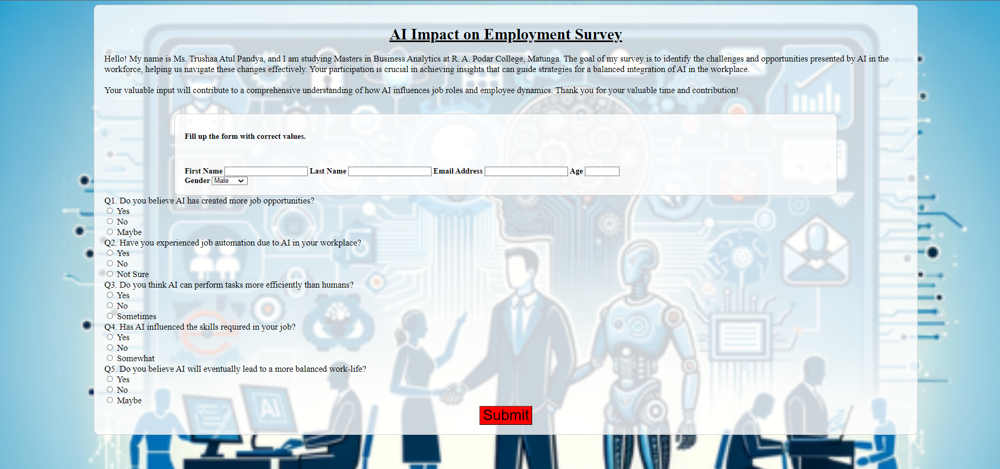 AI Impact on Employment Survey
Hello! My name is Ms. Trushaa Atul Pandya, and I am studying Masters in Business Analytics at R. A. Podar College, Matunga. The goal of my survey is to identify the challenges and opportunities presented by AI in the
workforce, helping us navigate these changes effectively. Your participation is crucial in achieving insights that can guide strategies for a balanced integration of AI in the workplace.
Your valuable input will contribute to a comprehensive understanding of how AI influences job roles and employee dynamics. Thank you for your valuable time and contribution!
Fill up the form with correct values.
First Name Last Name Email Address Age
Gender Male
Q1. Do you believe AI has created more job opportunities?
Yes
No
Maybe
Q2. Have you experienced job automation due to AI in your workplace?
Yes
No
Not Sure
Q3. Do you think AI can perform tasks more efficiently than humans?
Yes
No
Sometimes
Q4. Has AI influenced the skills required in your job?
Yes
No
Somewhat
Q5. Do you believe AI will eventually lead to a more balanced work-life?
Yes
No
Maybe
AI
Submit